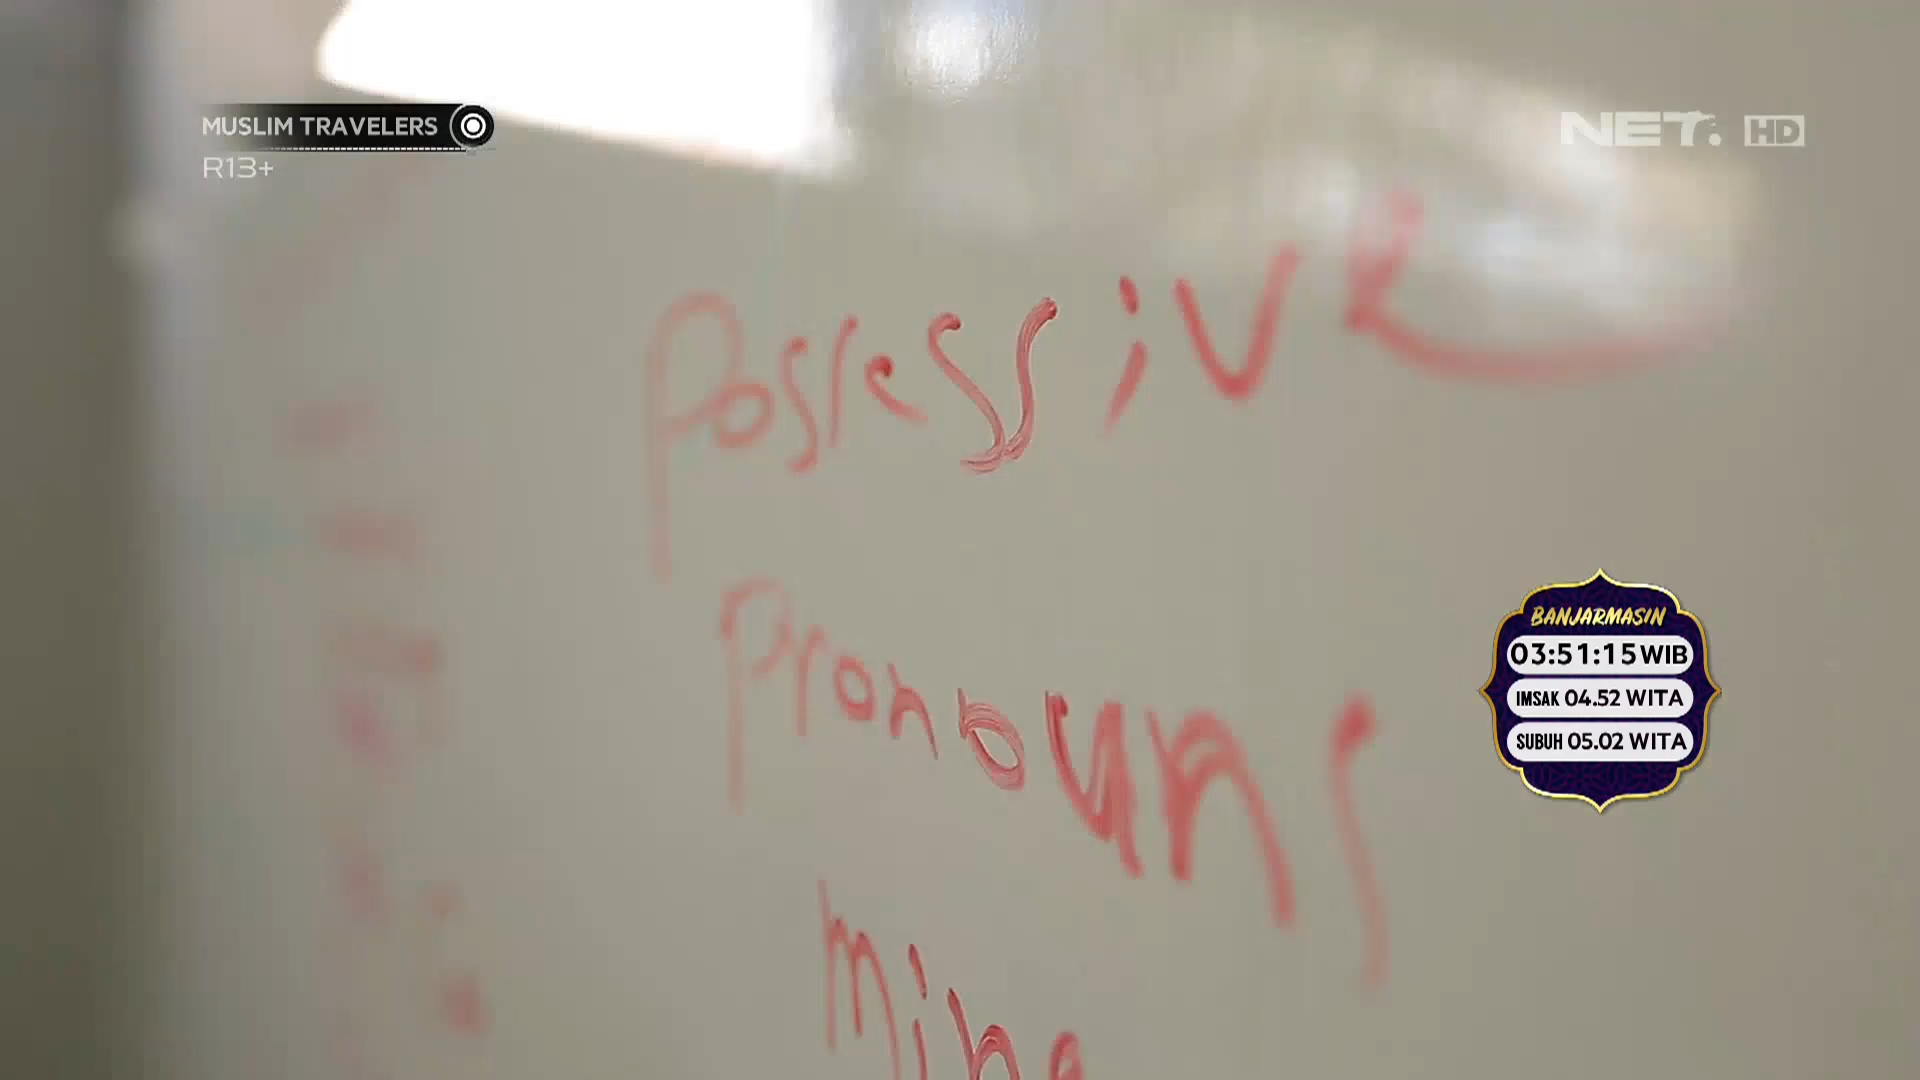 MUSLIM TRAVELERS
R13+
NET. HD
Possessive
Pronouns
mine
BANJARMASIN
03:51:15 WIB
IMSAK 04.52 WITA
SUBUH 05.02 WITA